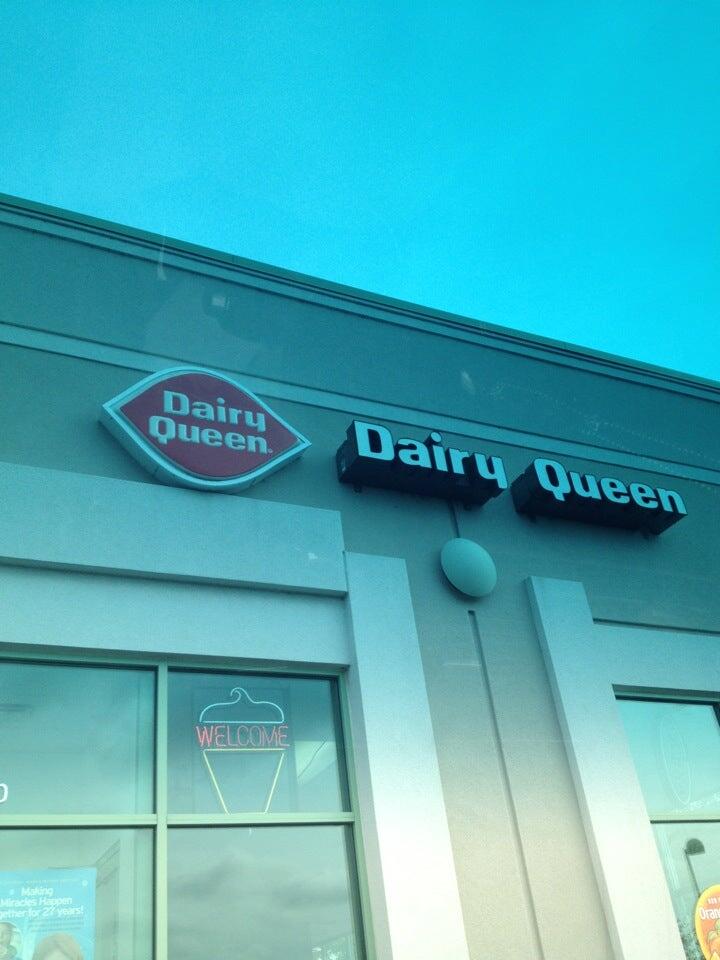 Dairy
Queen
Dairy Queen
WELCOME
Making
Miracles Happen
gether for 27 years!